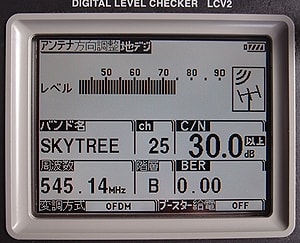 DIGITAL LEVEL CHECKER LCV2
アンテナ方向調整 地デジ
50 60 70 80 90
レベル
バンド名 ch C/N
SKYTREE 25 30.0 以上 dB
周波数 階層 BER
545.14MHz B 0.00
変調方式 OFDM ブースター給電 OFF